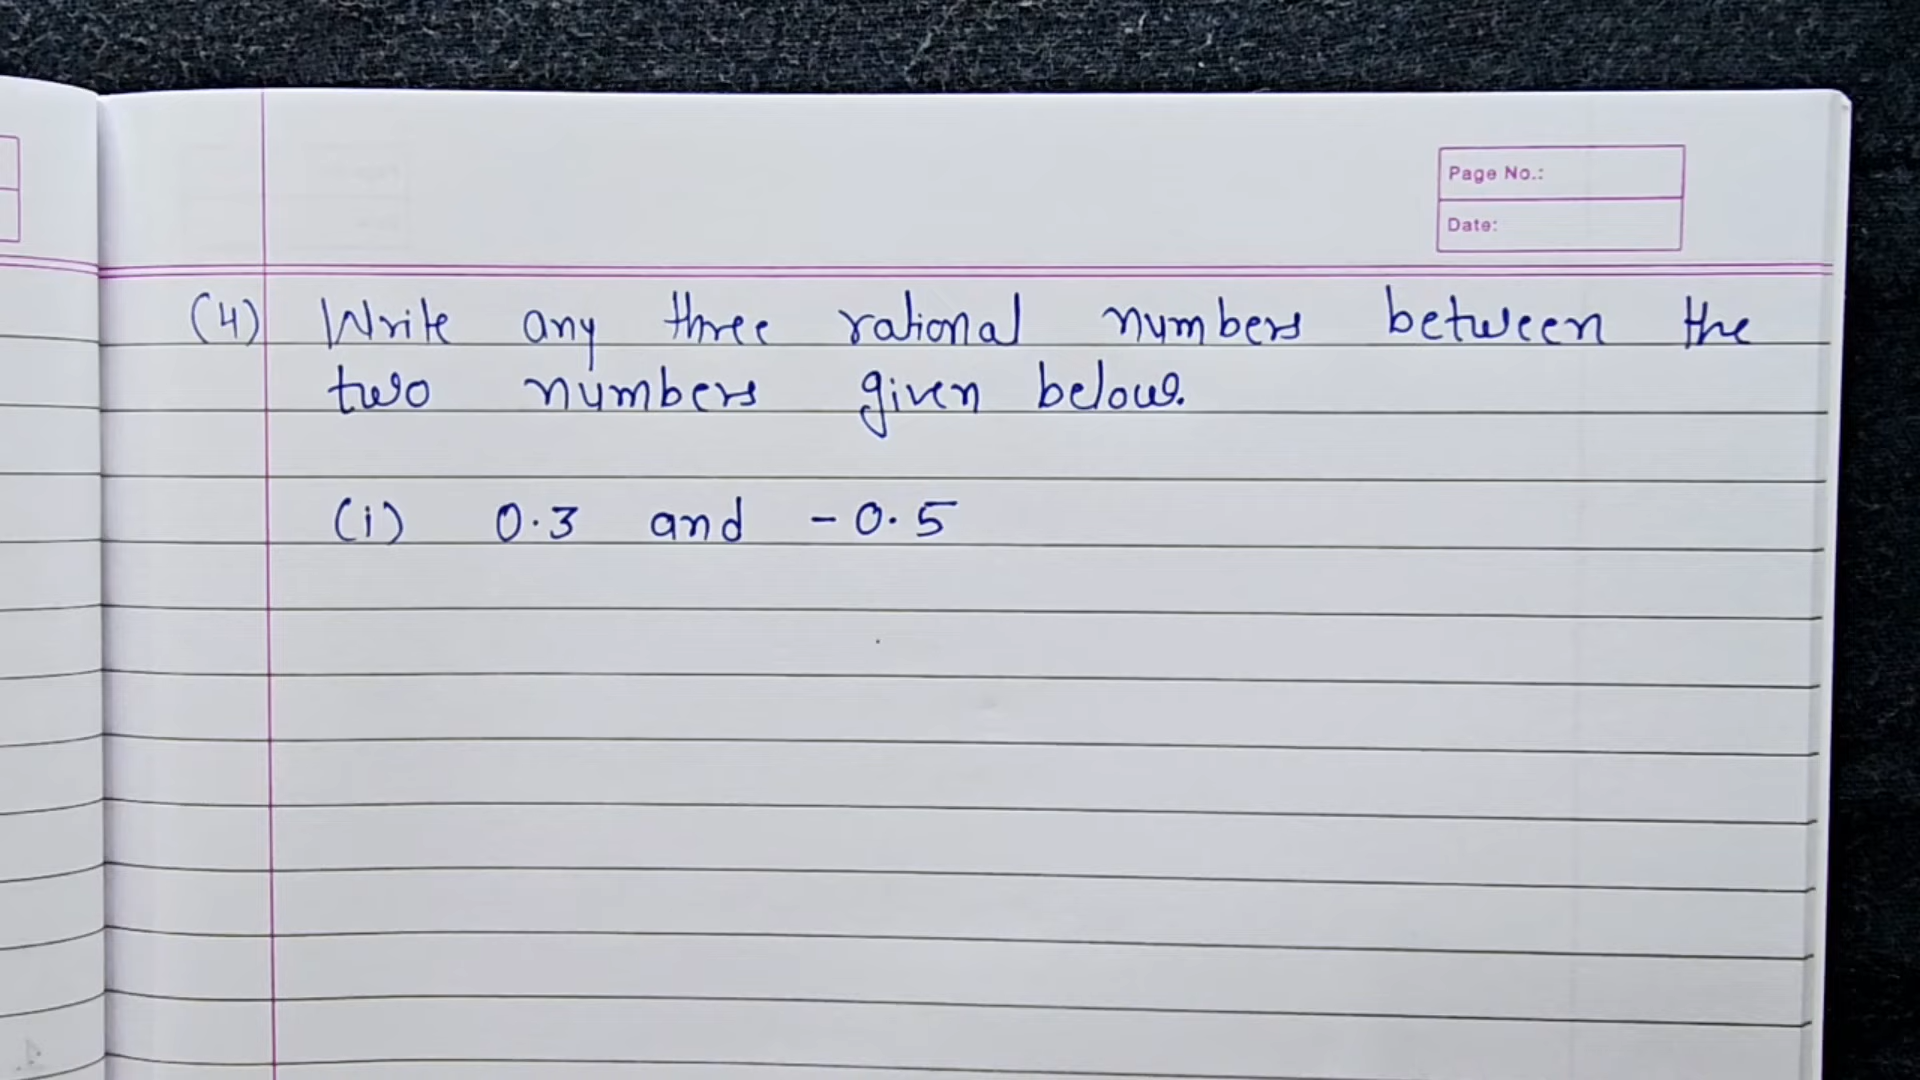 Page No.:
Date:
(4) Write any three rational numbers between the
two numbers given below.
(i) 0.3 and -0.5